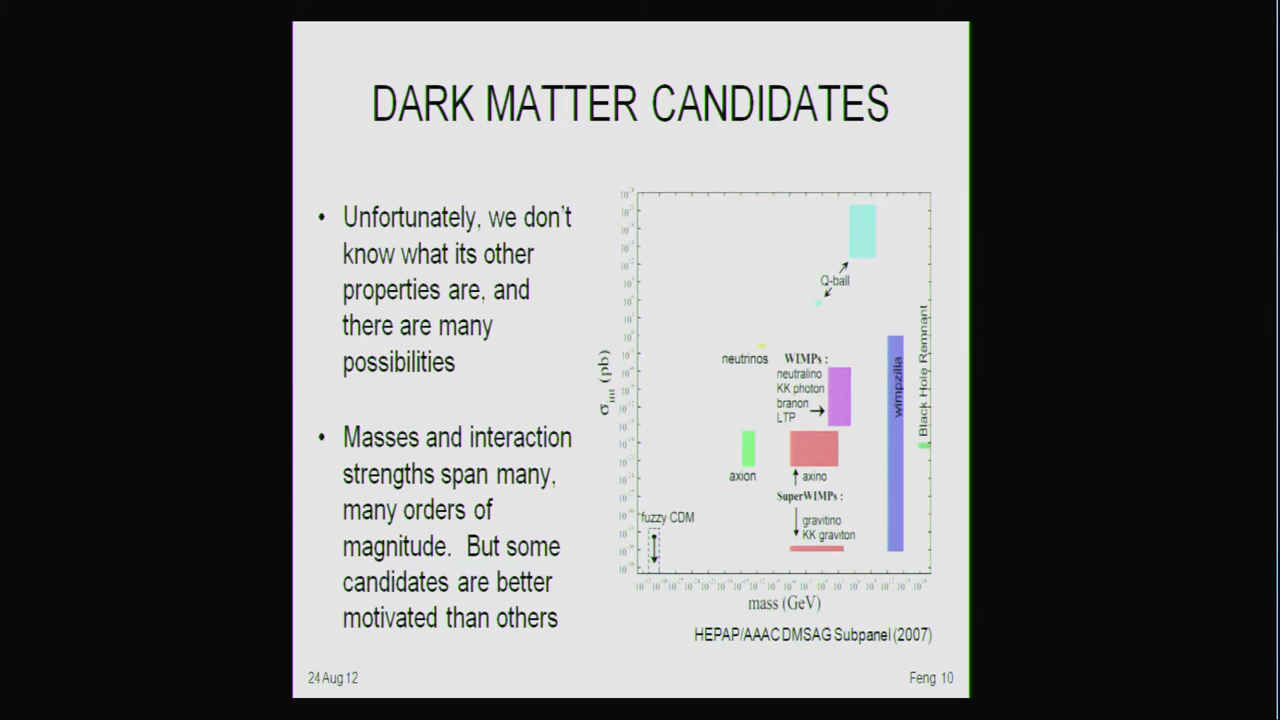 DARK MATTER CANDIDATES
• Unfortunately, we don't
know what its other
properties are, and
there are many
possibilities
• Masses and interaction
strengths span many,
many orders of
magnitude. But some
candidates are better
motivated than others
σint (pb)
Q-ball
neutrinos
WIMPs :
neutralino
KK photon
branon
LTP
wimpzilla
Black Hole Remnant
axion
axino
SuperWIMPs :
gravitino
KK graviton
fuzzy CDM
mass (GeV)
HEPAP/AAAC DMSAG Subpanel (2007)
24 Aug 12
Feng 10